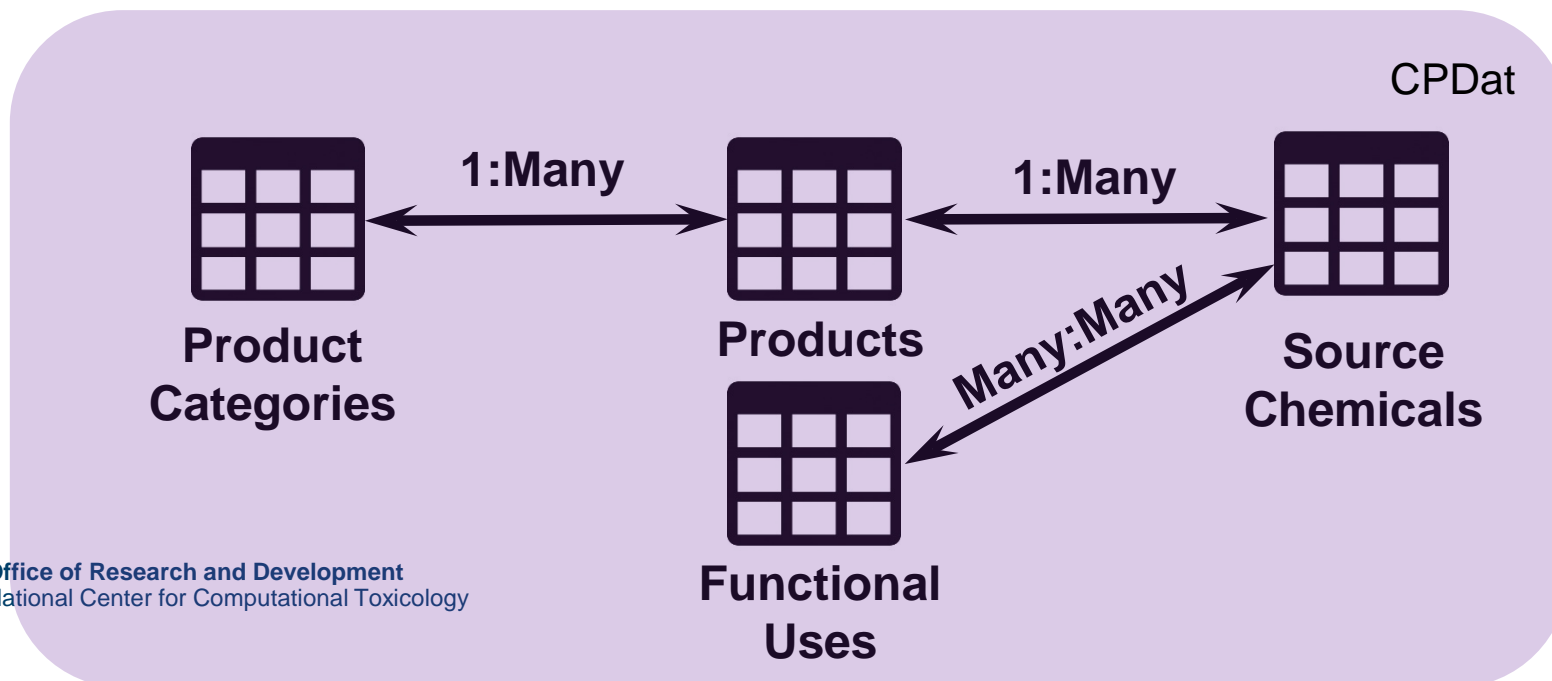 CPDat
1:Many
1:Many
Many:Many
Product
Categories
Products
Source
Chemicals
Functional
Uses
Office of Research and Development
National Center for Computational Toxicology